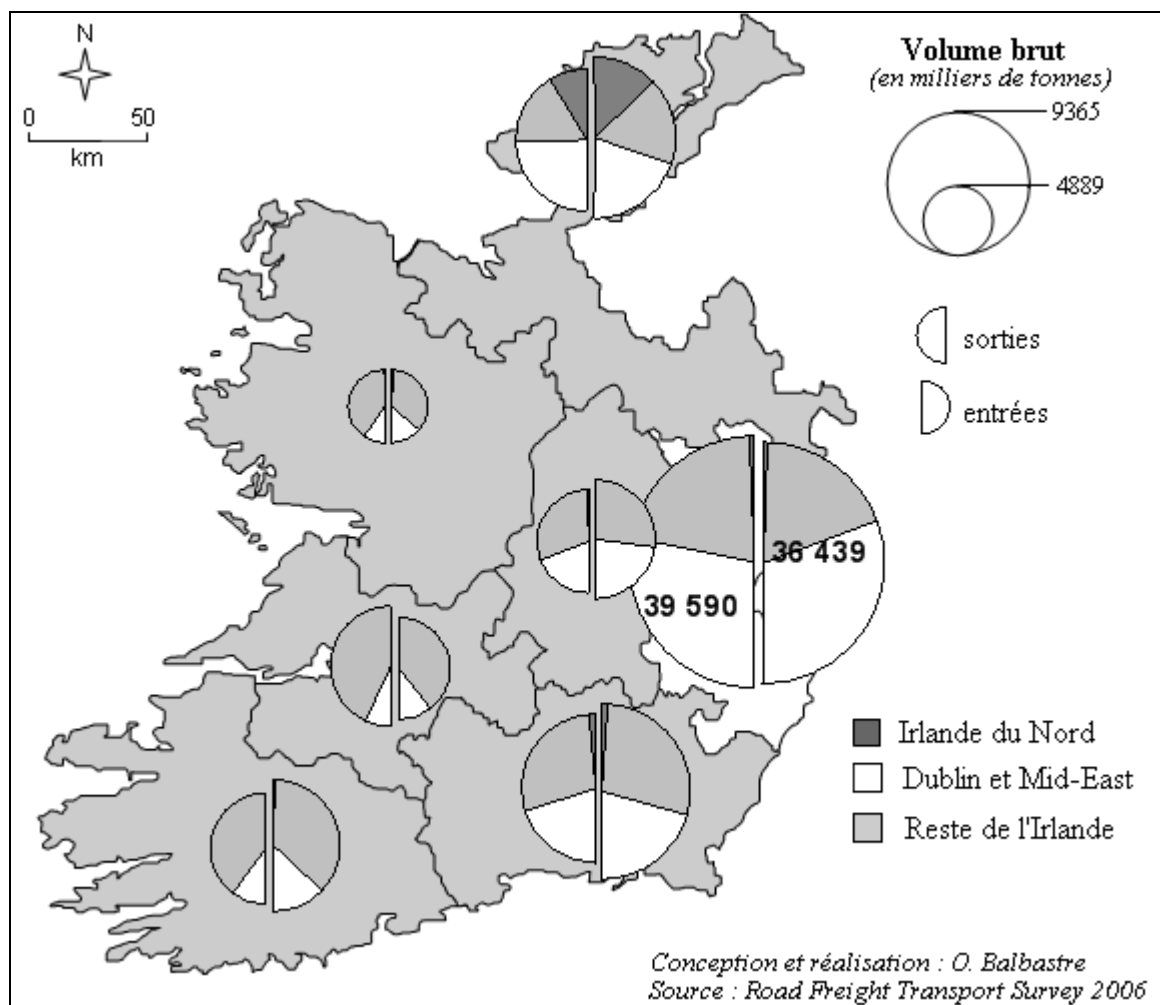 N
0 50
km
Volume brut
(en milliers de tonnes)
9365
4889
sorties
entrées
36 439
39 590
Irlande du Nord
Dublin et Mid-East
Reste de l'Irlande
Conception et réalisation : O. Balbastre
Source : Road Freight Transport Survey 2006